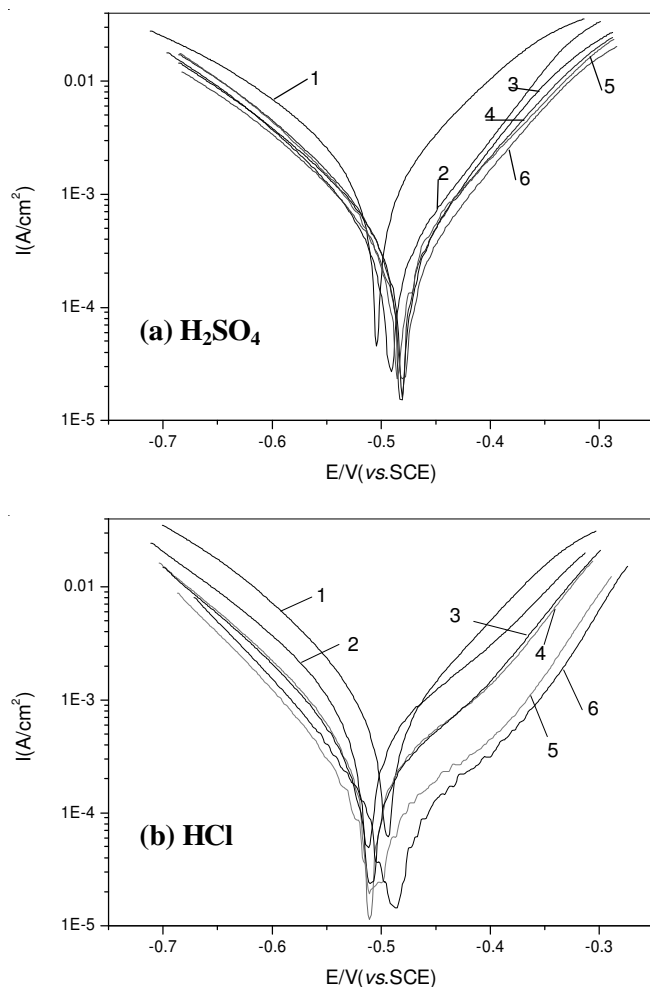 0.01
1E-3
1E-4
1E-5
I(A/cm²)
1
2
3
4
5
6
(a) H₂SO₄
-0.7 -0.6 -0.5 -0.4 -0.3
E/V(vs.SCE)
0.01
1E-3
1E-4
1E-5
I(A/cm²)
1
2
3
4
5
6
(b) HCl
-0.7 -0.6 -0.5 -0.4 -0.3
E/V(vs.SCE)